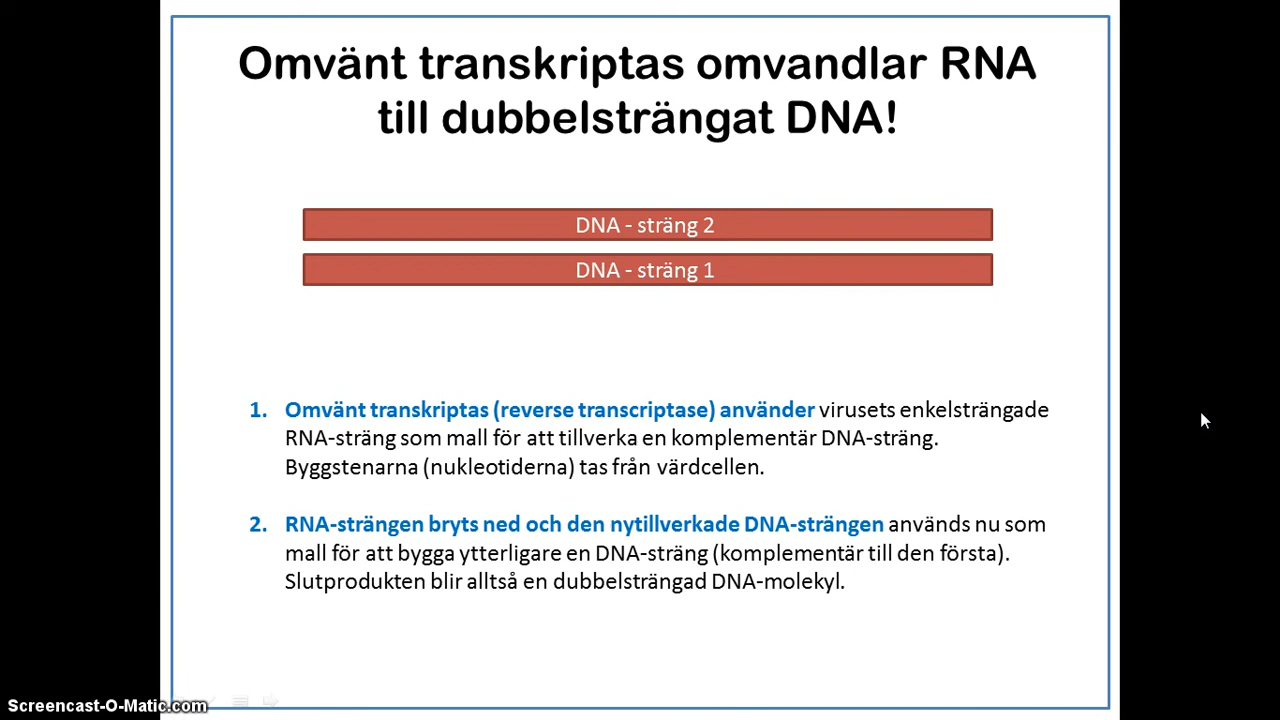 Omvänt transkriptas omvandlar RNA
till dubbelsträngat DNA!
DNA - sträng 2
DNA - sträng 1
1. Omvänt transkriptas (reverse transcriptase) använder virusets enkelsträngade
RNA-sträng som mall för att tillverka en komplementär DNA-sträng.
Byggstenarna (nukleotiderna) tas från värdcellen.
2. RNA-strängen bryts ned och den nytillverkade DNA-strängen används nu som
mall för att bygga ytterligare en DNA-sträng (komplementär till den första).
Slutprodukten blir alltså en dubbelsträngad DNA-molekyl.
Screencast-O-Matic.com